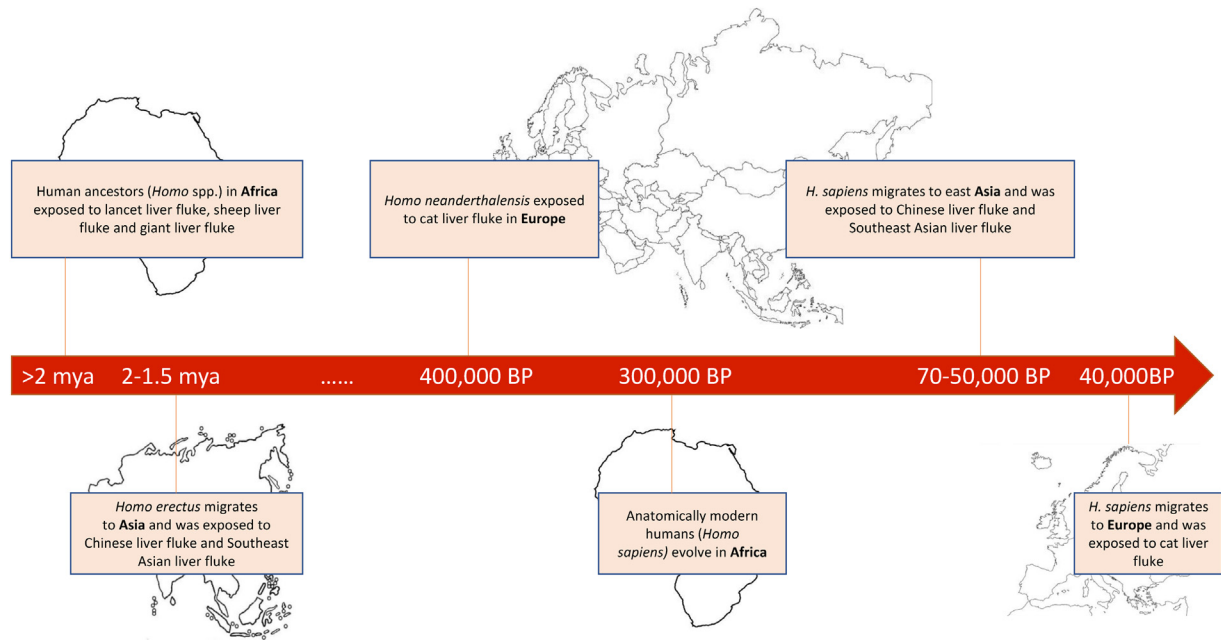 Human ancestors (Homo spp.) in Africa
exposed to lancet liver fluke, sheep liver
fluke and giant liver fluke
Homo neanderthalensis exposed
to cat liver fluke in Europe
H. sapiens migrates to east Asia and was
exposed to Chinese liver fluke and
Southeast Asian liver fluke
>2 mya 2-1.5 mya ...... 400,000 BP 300,000 BP 70-50,000 BP 40,000BP
Homo erectus migrates
to Asia and was exposed to
Chinese liver fluke and Southeast
Asian liver fluke
Anatomically modern
humans (Homo
sapiens) evolve in Africa
H. sapiens migrates
to Europe and was
exposed to cat liver
fluke